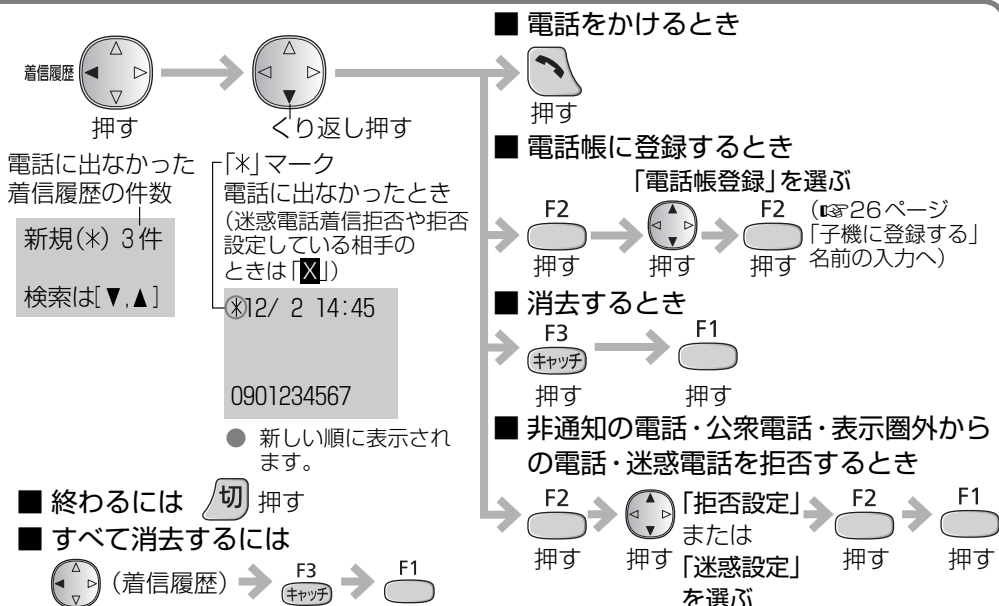 着信履歴
押す
くり返し押す
電話に出なかった
着信履歴の件数
新規(*) 3件
検索は[▼,▲]
「*」マーク
電話に出なかったとき
(迷惑電話着信拒否や拒否
設定している相手の
ときは「X」)
*12/ 2 14:45
0901234567
● 新しい順に表示され
ます。
■ 終わるには 切 押す
■ すべて消去するには
(着信履歴) F3 キャッチ F1
■ 電話をかけるとき
押す
■ 電話帳に登録するとき
「電話帳登録」を選ぶ
F2 F2 (☞26ページ
「子機に登録する」
名前の入力へ)
押す 押す 押す
■ 消去するとき
F3 F1
キャッチ
押す 押す
■ 非通知の電話・公衆電話・表示圏外から
の電話・迷惑電話を拒否するとき
F2 「拒否設定」 F2 F1
または
押す 押す 「迷惑設定」 押す 押す
を選ぶ